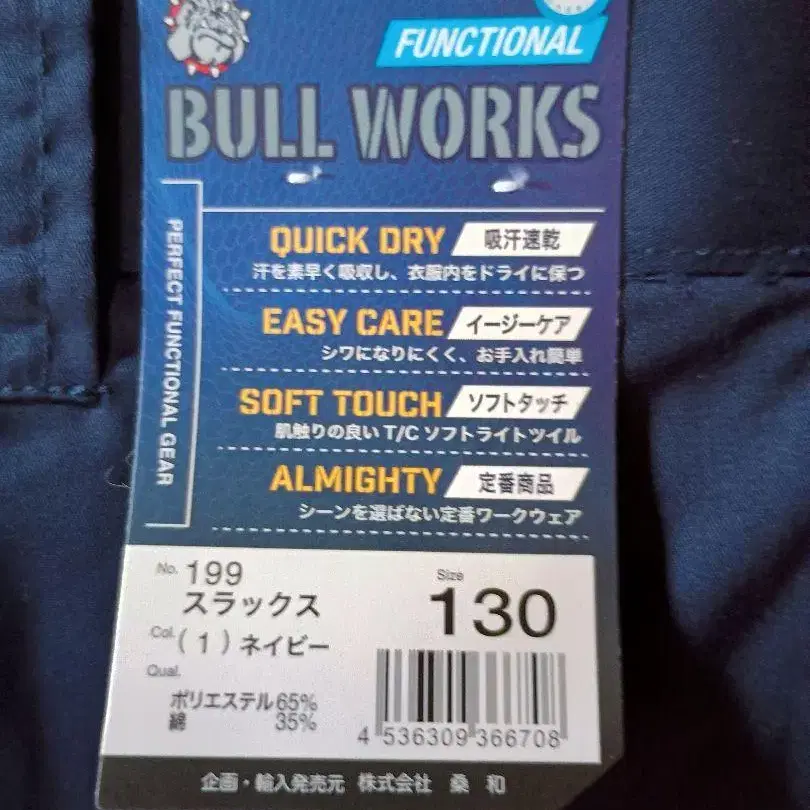 FUNCTIONAL
BULL WORKS
PERFECT FUNCTIONAL GEAR
QUICK DRY 吸汗速乾
汗を素早く吸収し、衣服内をドライに保つ
EASY CARE イージーケア
シワになりにくく、お手入れ簡単
SOFT TOUCH ソフトタッチ
肌触りの良い T/C ソフトライトツイル
ALMIGHTY 定番商品
シーンを選ばない定番ワークウェア
No. 199
スラックス
Size
130
Col. (1) ネイビー
Qual.
ポリエステル 65%
綿 35%
4 536309 366708
企画・輸入発売元 株式会社 桑 和